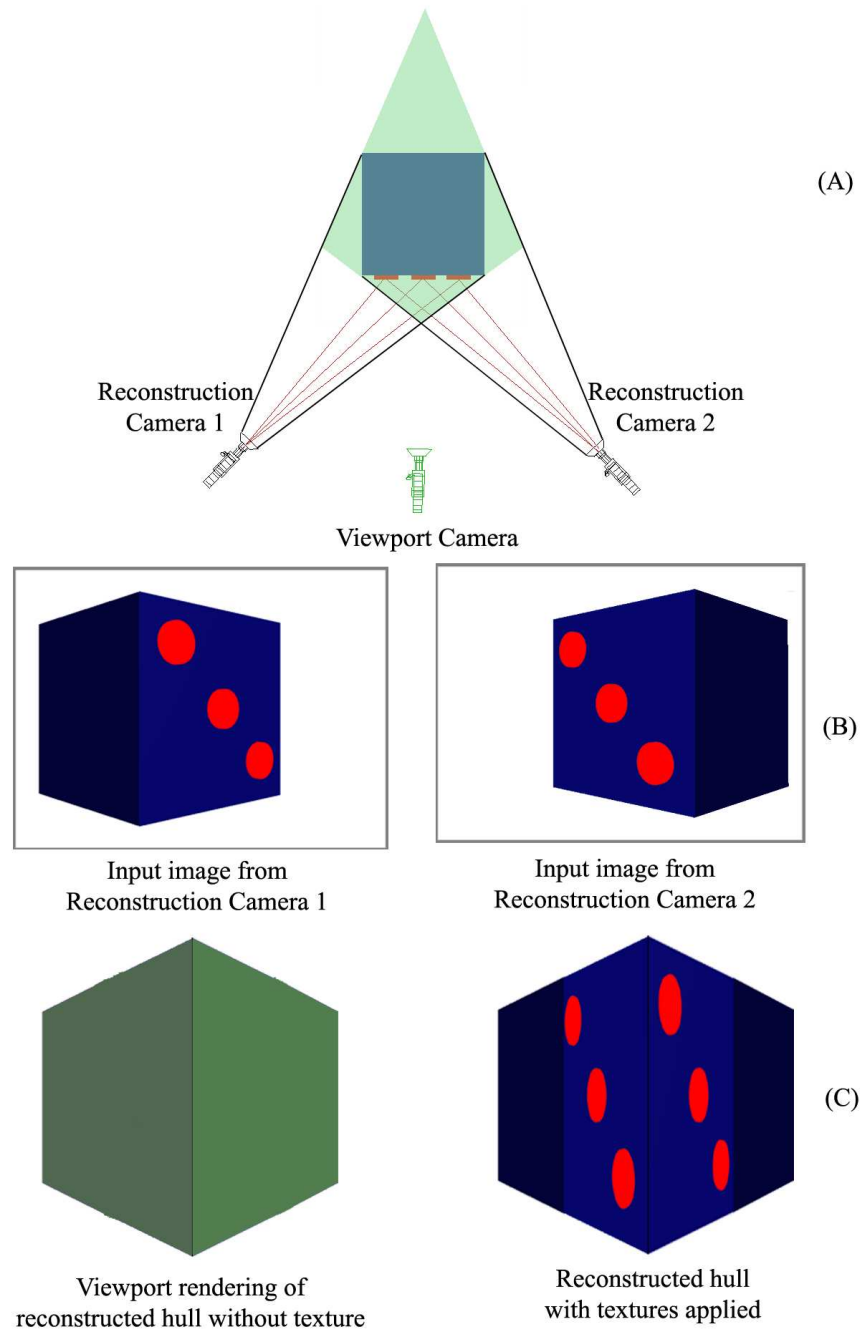 (A)
Reconstruction
Camera 1
Reconstruction
Camera 2
Viewport Camera
(B)
Input image from
Reconstruction Camera 1
Input image from
Reconstruction Camera 2
(C)
Viewport rendering of
reconstructed hull without texture
Reconstructed hull
with textures applied